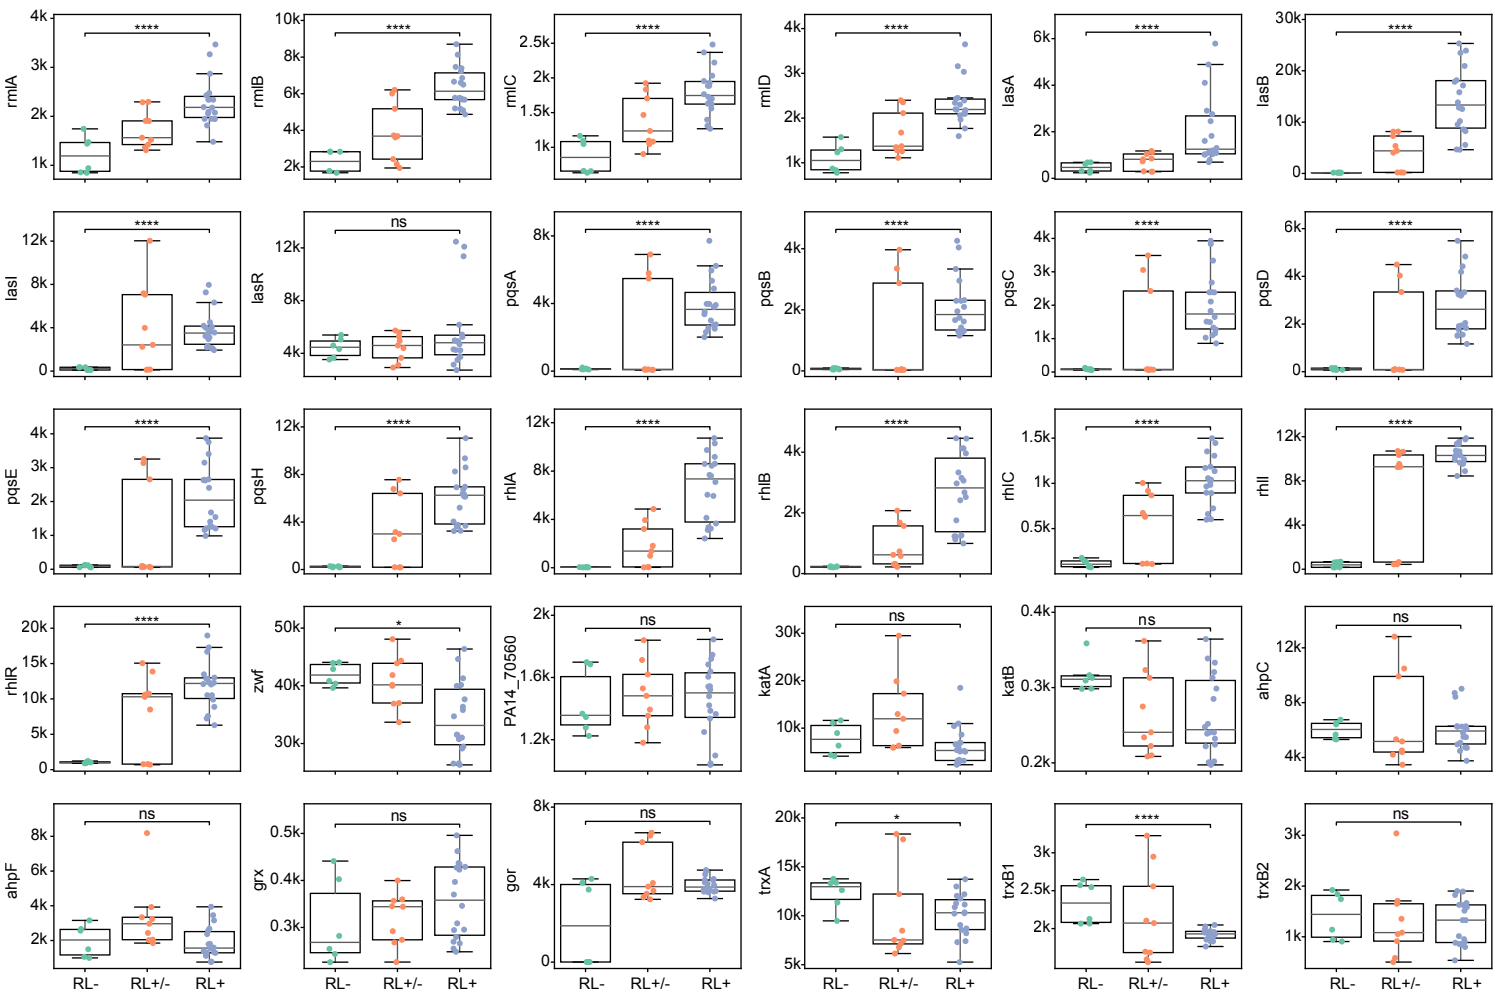 rmlA
4k
3k
2k
1k
****
rmlB
10k
8k
6k
4k
2k
****
rmlC
2.5k
2k
1.5k
1k
****
rmlD
4k
3k
2k
1k
****
lasA
6k
4k
2k
0
****
lasB
30k
20k
10k
0
****
lasI
12k
8k
4k
0
****
lasR
12k
8k
4k
ns
pqsA
8k
4k
0
****
pqsB
4k
2k
0
****
pqsC
4k
3k
2k
1k
0
****
pqsD
6k
4k
2k
0
****
pqsE
4k
3k
2k
1k
0
****
pqsH
12k
8k
4k
0
****
rhlA
12k
8k
4k
0
****
rhlB
4k
2k
0
****
rhlC
1.5k
1k
0.5k
****
rhlI
12k
8k
4k
0
****
rhlR
20k
15k
10k
5k
0
****
zwf
50k
40k
30k
*
PA14_70560
2k
1.6k
1.2k
ns
katA
30k
20k
10k
ns
katB
0.4k
0.3k
0.2k
ns
ahpC
12k
8k
4k
ns
ahpF
8k
6k
4k
2k
ns
RL-
RL+/-
RL+
grx
0.5k
0.4k
0.3k
ns
RL-
RL+/-
RL+
gor
8k
4k
0
ns
RL-
RL+/-
RL+
trxA
20k
15k
10k
5k
*
RL-
RL+/-
RL+
trxB1
3k
2.5k
2k
****
RL-
RL+/-
RL+
trxB2
3k
2k
1k
ns
RL-
RL+/-
RL+